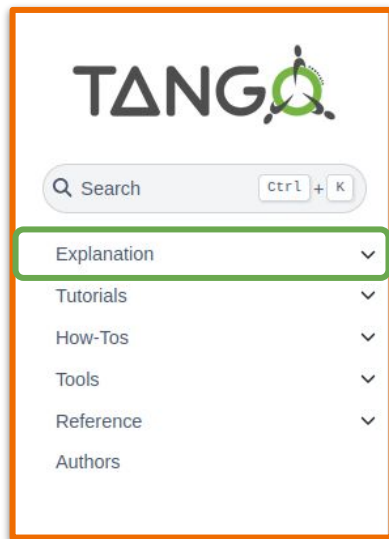 TANGO
Search Ctrl + K
Explanation
Tutorials
How-Tos
Tools
Reference
Authors